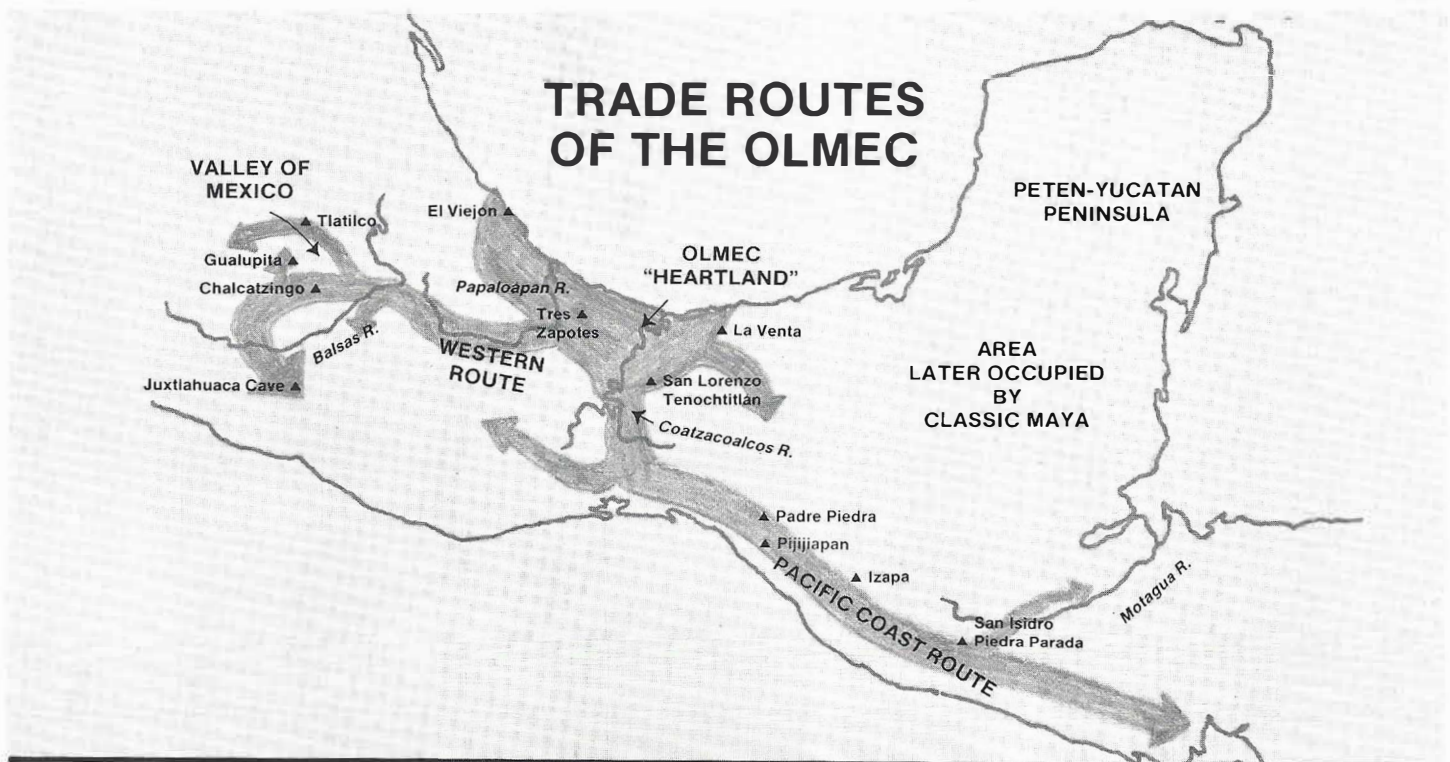 TRADE ROUTES
OF THE OLMEC
VALLEY OF
MEXICO
Tlatilco
Gualupita
Chalcatzingo
Balsas R.
Juxtlahuaca Cave
El Viejón
Papaloapan R.
Tres
Zapotes
WESTERN
ROUTE
OLMEC
“HEARTLAND”
La Venta
San Lorenzo
Tenochtitlán
Coatzacoalcos R.
PETEN-YUCATAN
PENINSULA
AREA
LATER OCCUPIED
BY
CLASSIC MAYA
Padre Piedra
Pijijiapan
Izapa
PACIFIC COAST ROUTE
San Isidro
Piedra Parada
Motagua R.